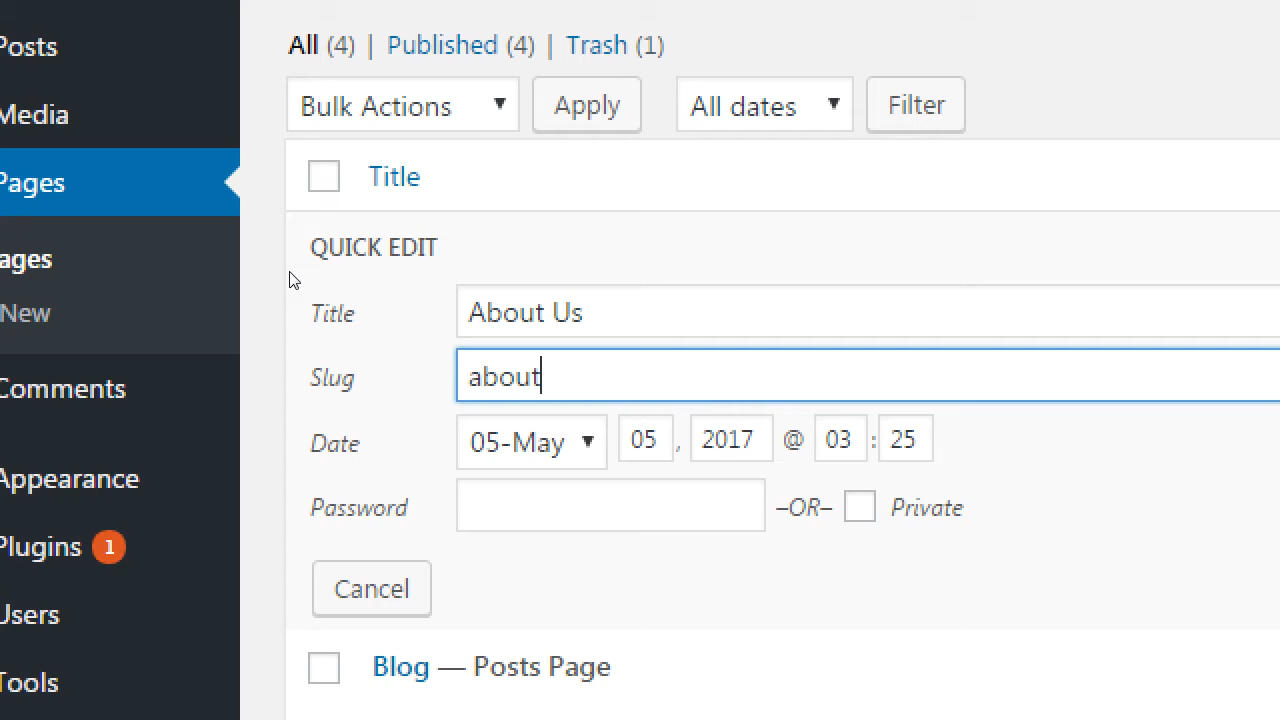 Posts
Media
Pages
ages
New
Comments
Appearance
Plugins 1
Users
Tools
All (4) | Published (4) | Trash (1)
Bulk Actions ▼ Apply All dates ▼ Filter
Title
QUICK EDIT
Title About Us
Slug about
Date 05-May ▼ 05 , 2017 @ 03 : 25
Password –OR– Private
Cancel
Blog — Posts Page